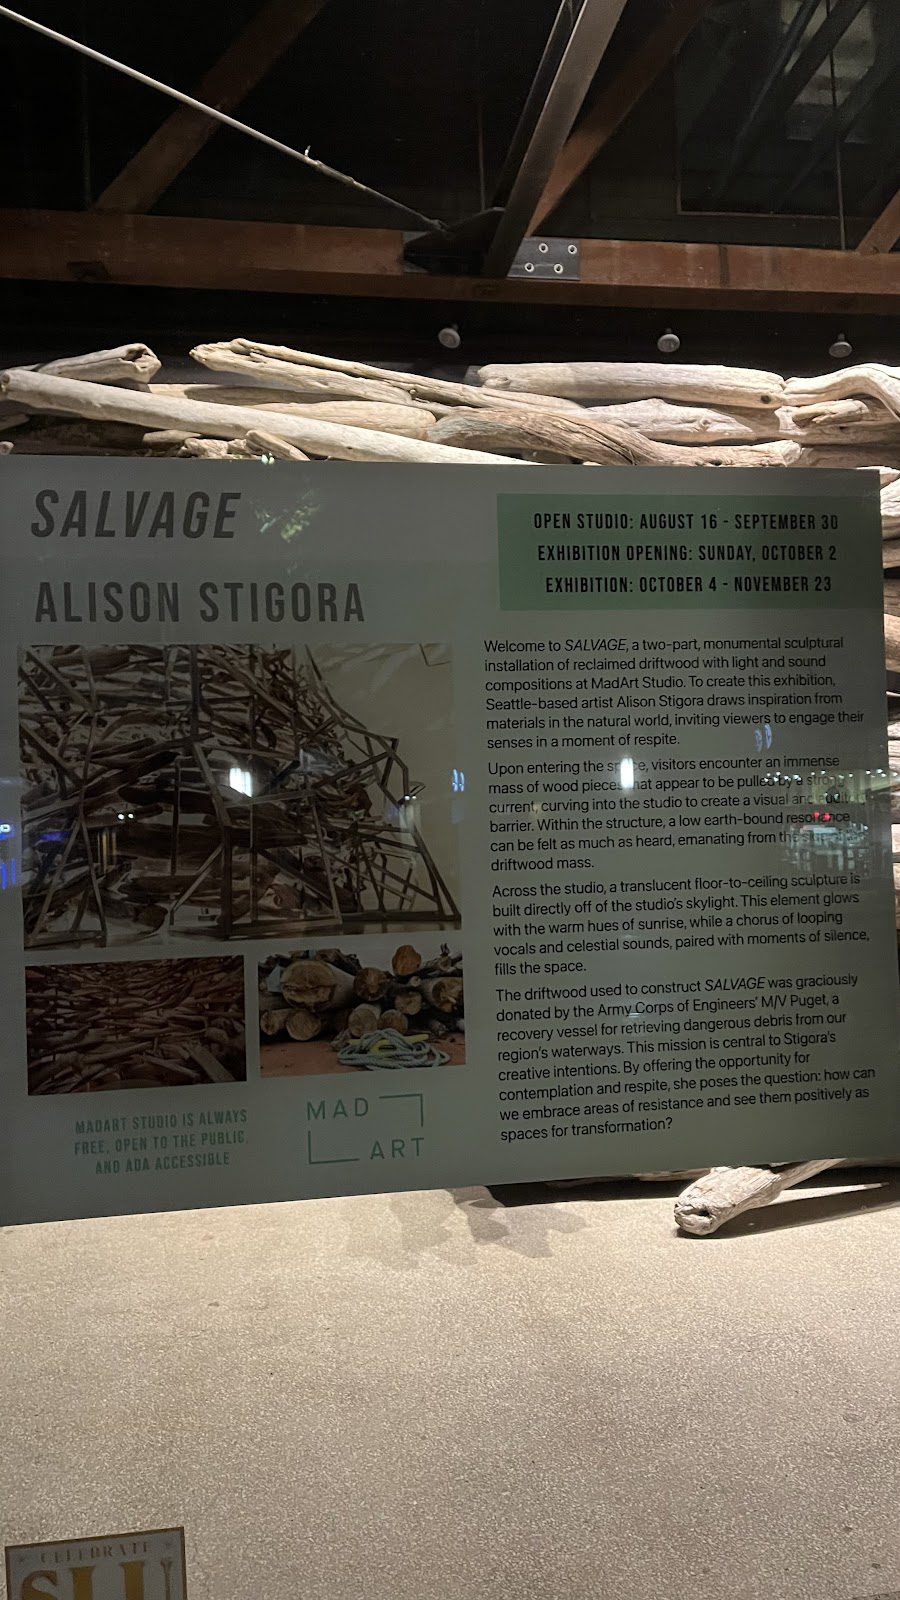 SALVAGE
ALISON STIGORA
OPEN STUDIO: AUGUST 16 - SEPTEMBER 30
EXHIBITION OPENING: SUNDAY, OCTOBER 2
EXHIBITION: OCTOBER 4 - NOVEMBER 23
Welcome to SALVAGE, a two-part, monumental sculptural
installation of reclaimed driftwood with light and sound
compositions at MadArt Studio. To create this exhibition,
Seattle-based artist Alison Stigora draws inspiration from
materials in the natural world, inviting viewers to engage their
senses in a moment of respite.
Upon entering the space, visitors encounter an immense
mass of wood pieces that appear to be pulled by a strong
current, curving into the studio to create a visual and
barrier. Within the structure, a low earth-bound resonance
can be felt as much as heard, emanating from the
driftwood mass.
Across the studio, a translucent floor-to-ceiling sculpture is
built directly off of the studio's skylight. This element glows
with the warm hues of sunrise, while a chorus of looping
vocals and celestial sounds, paired with moments of silence,
fills the space.
The driftwood used to construct SALVAGE was graciously
donated by the Army Corps of Engineers' M/V Puget, a
recovery vessel for retrieving dangerous debris from our
region's waterways. This mission is central to Stigora's
creative intentions. By offering the opportunity for
contemplation and respite, she poses the question: how can
we embrace areas of resistance and see them positively as
spaces for transformation?
MADART STUDIO IS ALWAYS
FREE, OPEN TO THE PUBLIC,
AND ADA ACCESSIBLE
MAD
ART
CELEBRATE
SLU